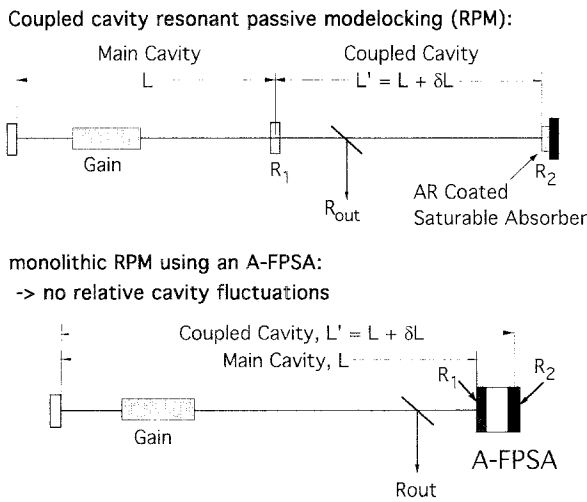 Coupled cavity resonant passive modelocking (RPM):
Main Cavity
Coupled Cavity
L
L' = L + δL
Gain
R1
R2
Rout
AR Coated
Saturable Absorber
monolithic RPM using an A-FPSA:
-> no relative cavity fluctuations
Coupled Cavity, L' = L + δL
Main Cavity, L
R1
R2
Gain
A-FPSA
Rout